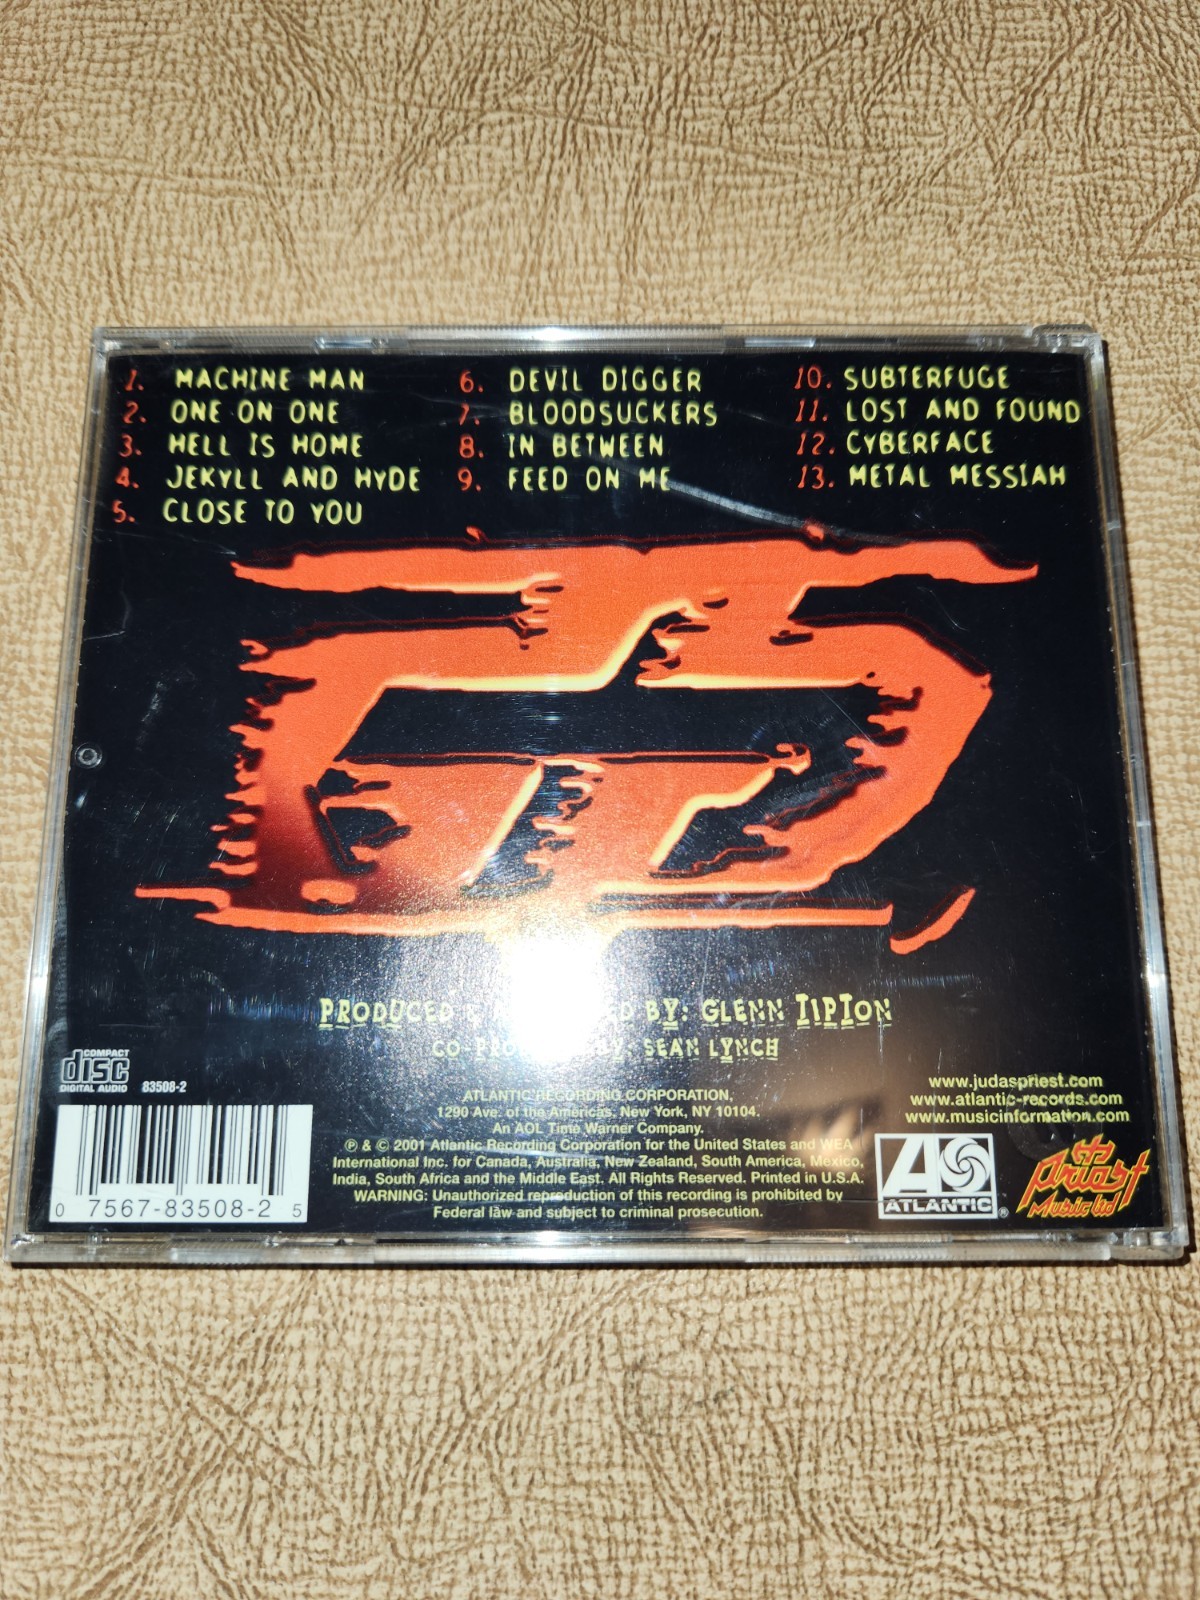 1. MACHINE MAN
2. ONE ON ONE
3. HELL IS HOME
4. JEKYLL AND HYDE
5. CLOSE TO YOU
6. DEVIL DIGGER
7. BLOODSUCKERS
8. IN BETWEEN
9. FEED ON ME
10. SUBTERFUGE
11. LOST AND FOUND
12. CYBERFACE
13. METAL MESSIAH
PRODUCED & BY: GLENN TIPTON
BY: SEAN LYNCH
COMPACT
disc
DIGITAL AUDIO
83508-2
0 7567-83508-2 5
ATLANTIC RECORDING CORPORATION,
1290 Ave. of the Americas, New York, NY 10104.
An AOL Time Warner Company.
℗ & © 2001 Atlantic Recording Corporation for the United States and WEA
International Inc. for Canada, Australia, New Zealand, South America, Mexico,
India, South Africa and the Middle East. All Rights Reserved. Printed in U.S.A.
WARNING: Unauthorized reproduction of this recording is prohibited by
Federal law and subject to criminal prosecution.
www.judaspriest.com
www.atlantic-records.com
www.musicinformation.com
ATLANTIC®
Priest
Music Ltd